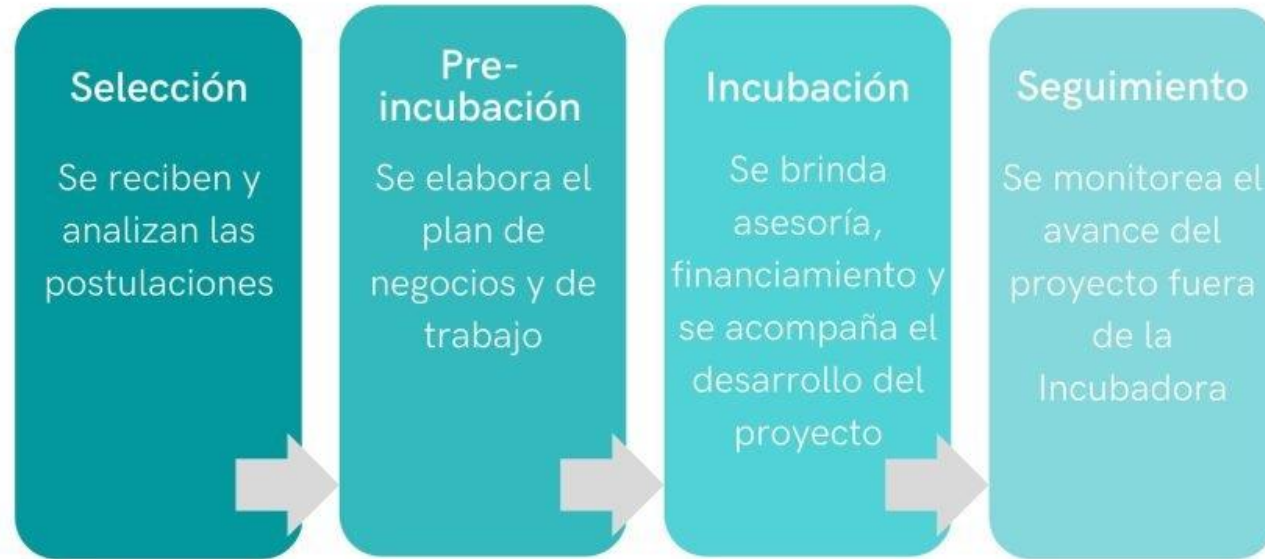 Selección
Se reciben y
analizan las
postulaciones
Pre-
incubación
Se elabora el
plan de
negocios y de
trabajo
Incubación
Se brinda
asesoría,
financiamiento y
se acompaña el
desarrollo del
proyecto
Seguimiento
Se monitorea el
avance del
proyecto fuera
de la
Incubadora